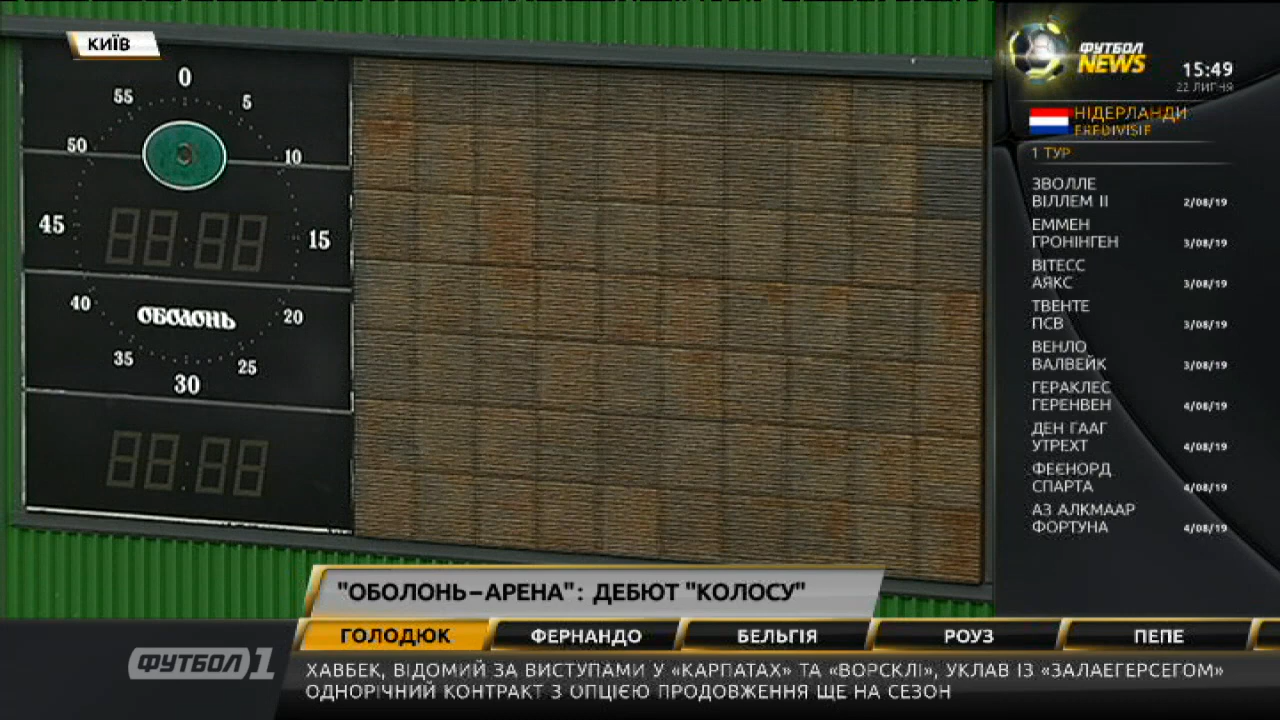 КИЇВ
0
5
10
15
20
25
30
35
40
45
50
55
88:88
ОБОЛОНЬ
88:88
ФУТБОЛ
NEWS
15:49
22 ЛИПНЯ
НІДЕРЛАНДИ
EREDIVISIE
1 ТУР
ЗВОЛЛЕ
ВІЛЛЕМ ІІ 2/08/19
ЕММЕН
ГРОНІНГЕН 3/08/19
ВІТЕСС
АЯКС 3/08/19
ТВЕНТЕ
ПСВ 3/08/19
ВЕНЛО
ВАЛВЕЙК 3/08/19
ГЕРАКЛЕС
ГЕРЕНВЕН 4/08/19
ДЕН ГААГ
УТРЕХТ 4/08/19
ФЕЄНОРД
СПАРТА 4/08/19
АЗ АЛКМААР
ФОРТУНА 4/08/19
"ОБОЛОНЬ-АРЕНА": ДЕБЮТ "КОЛОСУ"
ГОЛОДЮК ФЕРНАНДО БЕЛЬГІЯ РОУЗ ПЕПЕ
ФУТБОЛ 1
ХАВБЕК, ВІДОМИЙ ЗА ВИСТУПАМИ У «КАРПАТАХ» ТА «ВОРСКЛІ», УКЛАВ ІЗ «ЗАЛАЕГЕРСЕГОМ»
ОДНОРІЧНИЙ КОНТРАКТ З ОПЦІЄЮ ПРОДОВЖЕННЯ ЩЕ НА СЕЗОН